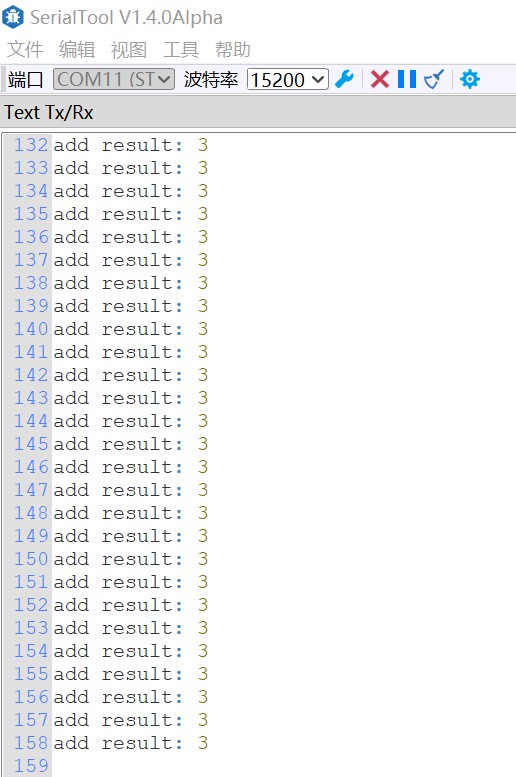 SerialTool V1.4.0Alpha
文件 编辑 视图 工具 帮助
端口 COM11 (ST 波特率 15200
Text Tx/Rx
132 add result: 3
133 add result: 3
134 add result: 3
135 add result: 3
136 add result: 3
137 add result: 3
138 add result: 3
139 add result: 3
140 add result: 3
141 add result: 3
142 add result: 3
143 add result: 3
144 add result: 3
145 add result: 3
146 add result: 3
147 add result: 3
148 add result: 3
149 add result: 3
150 add result: 3
151 add result: 3
152 add result: 3
153 add result: 3
154 add result: 3
155 add result: 3
156 add result: 3
157 add result: 3
158 add result: 3
159